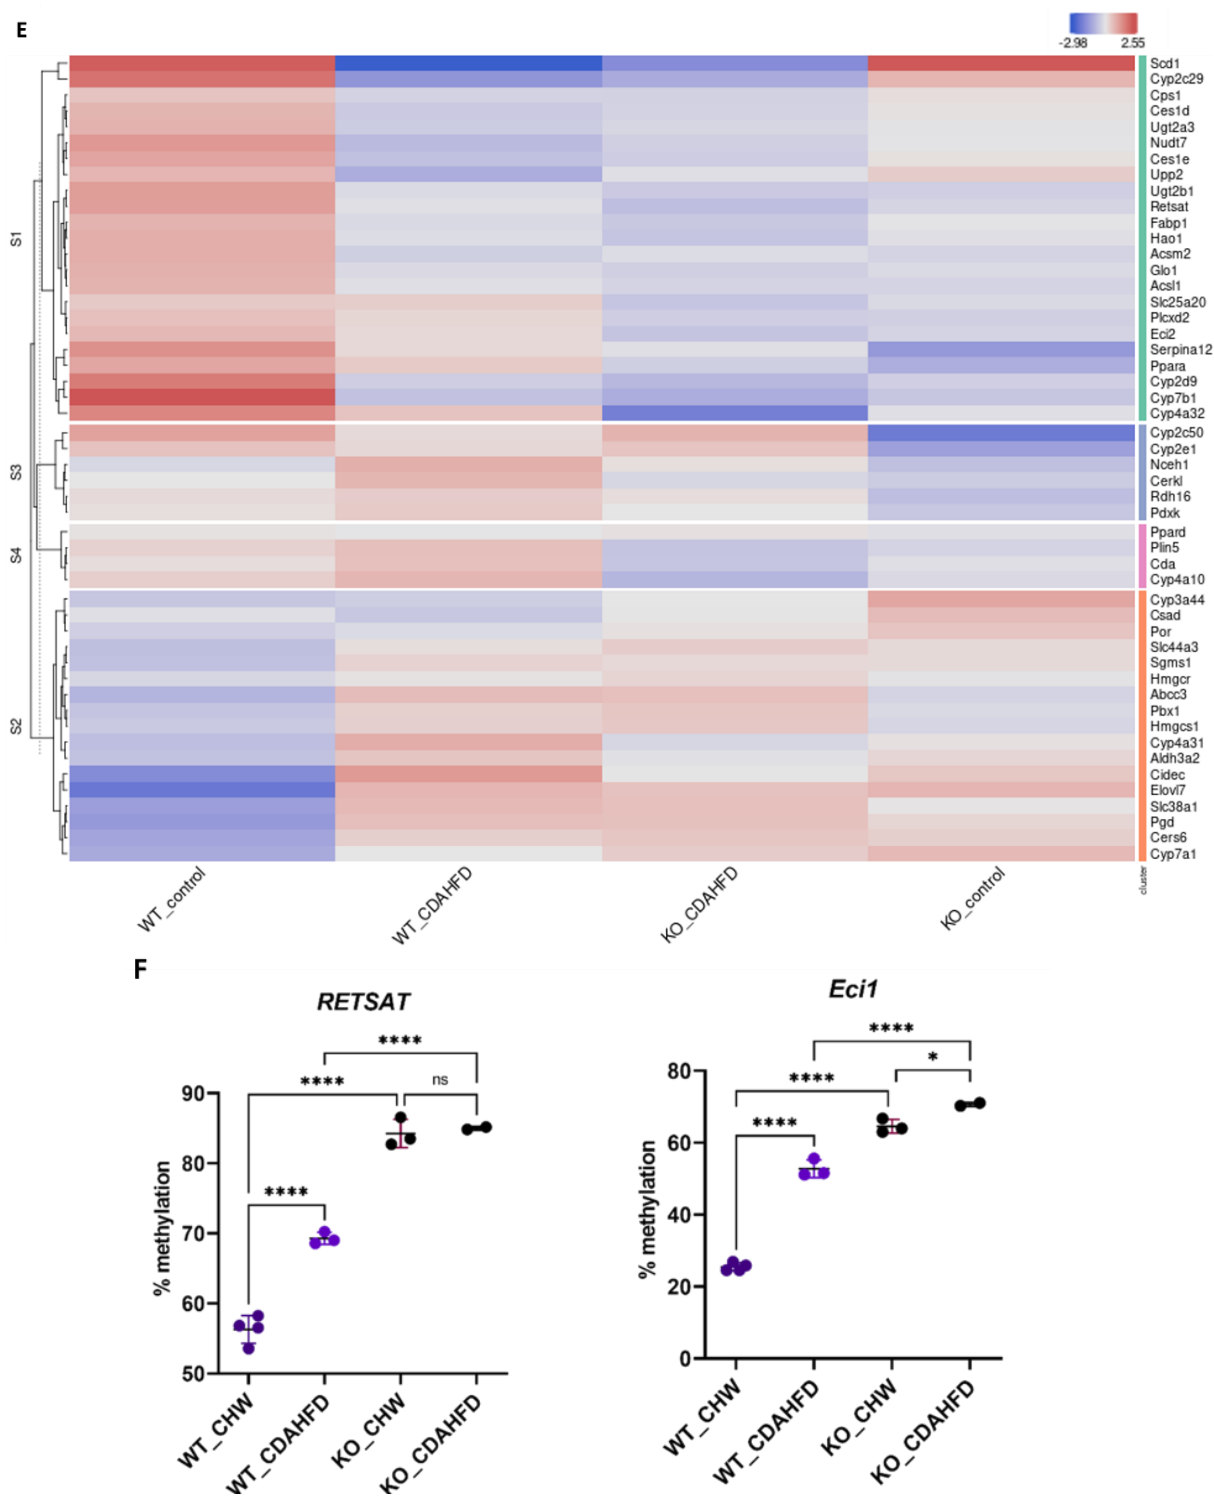 E
-2.98 2.55
Scd1
Cyp2c29
Cps1
Ces1d
Ugt2a3
Nudt7
Ces1e
Upp2
Ugt2b1
Retsat
Fabp1
Hao1
Acsm2
Glo1
Acsl1
Slc25a20
Plcxd2
Eci2
Serpina12
Ppara
Cyp2d9
Cyp7b1
Cyp4a32
S1
Cyp2c50
Cyp2e1
Nceh1
Cerkl
Rdh16
Pdxk
S3
Ppard
Plin5
Cda
Cyp4a10
S4
Cyp3a44
Csad
Por
Slc44a3
Sgms1
Hmgcr
Abcc3
Pbx1
Hmgcs1
Cyp4a31
Aldh3a2
Cidec
Elovl7
Slc38a1
Pgd
Cers6
Cyp7a1
S2
WT_control
WT_CDAHFD
KO_CDAHFD
KO_control
cluster
F
RETSAT
****
****
ns
****
90
80
70
60
50
% methylation
WT_CHW
WT_CDAHFD
KO_CHW
KO_CDAHFD
Eci1
****
*
****
****
80
60
40
20
0
% methylation
WT_CHW
WT_CDAHFD
KO_CHW
KO_CDAHFD